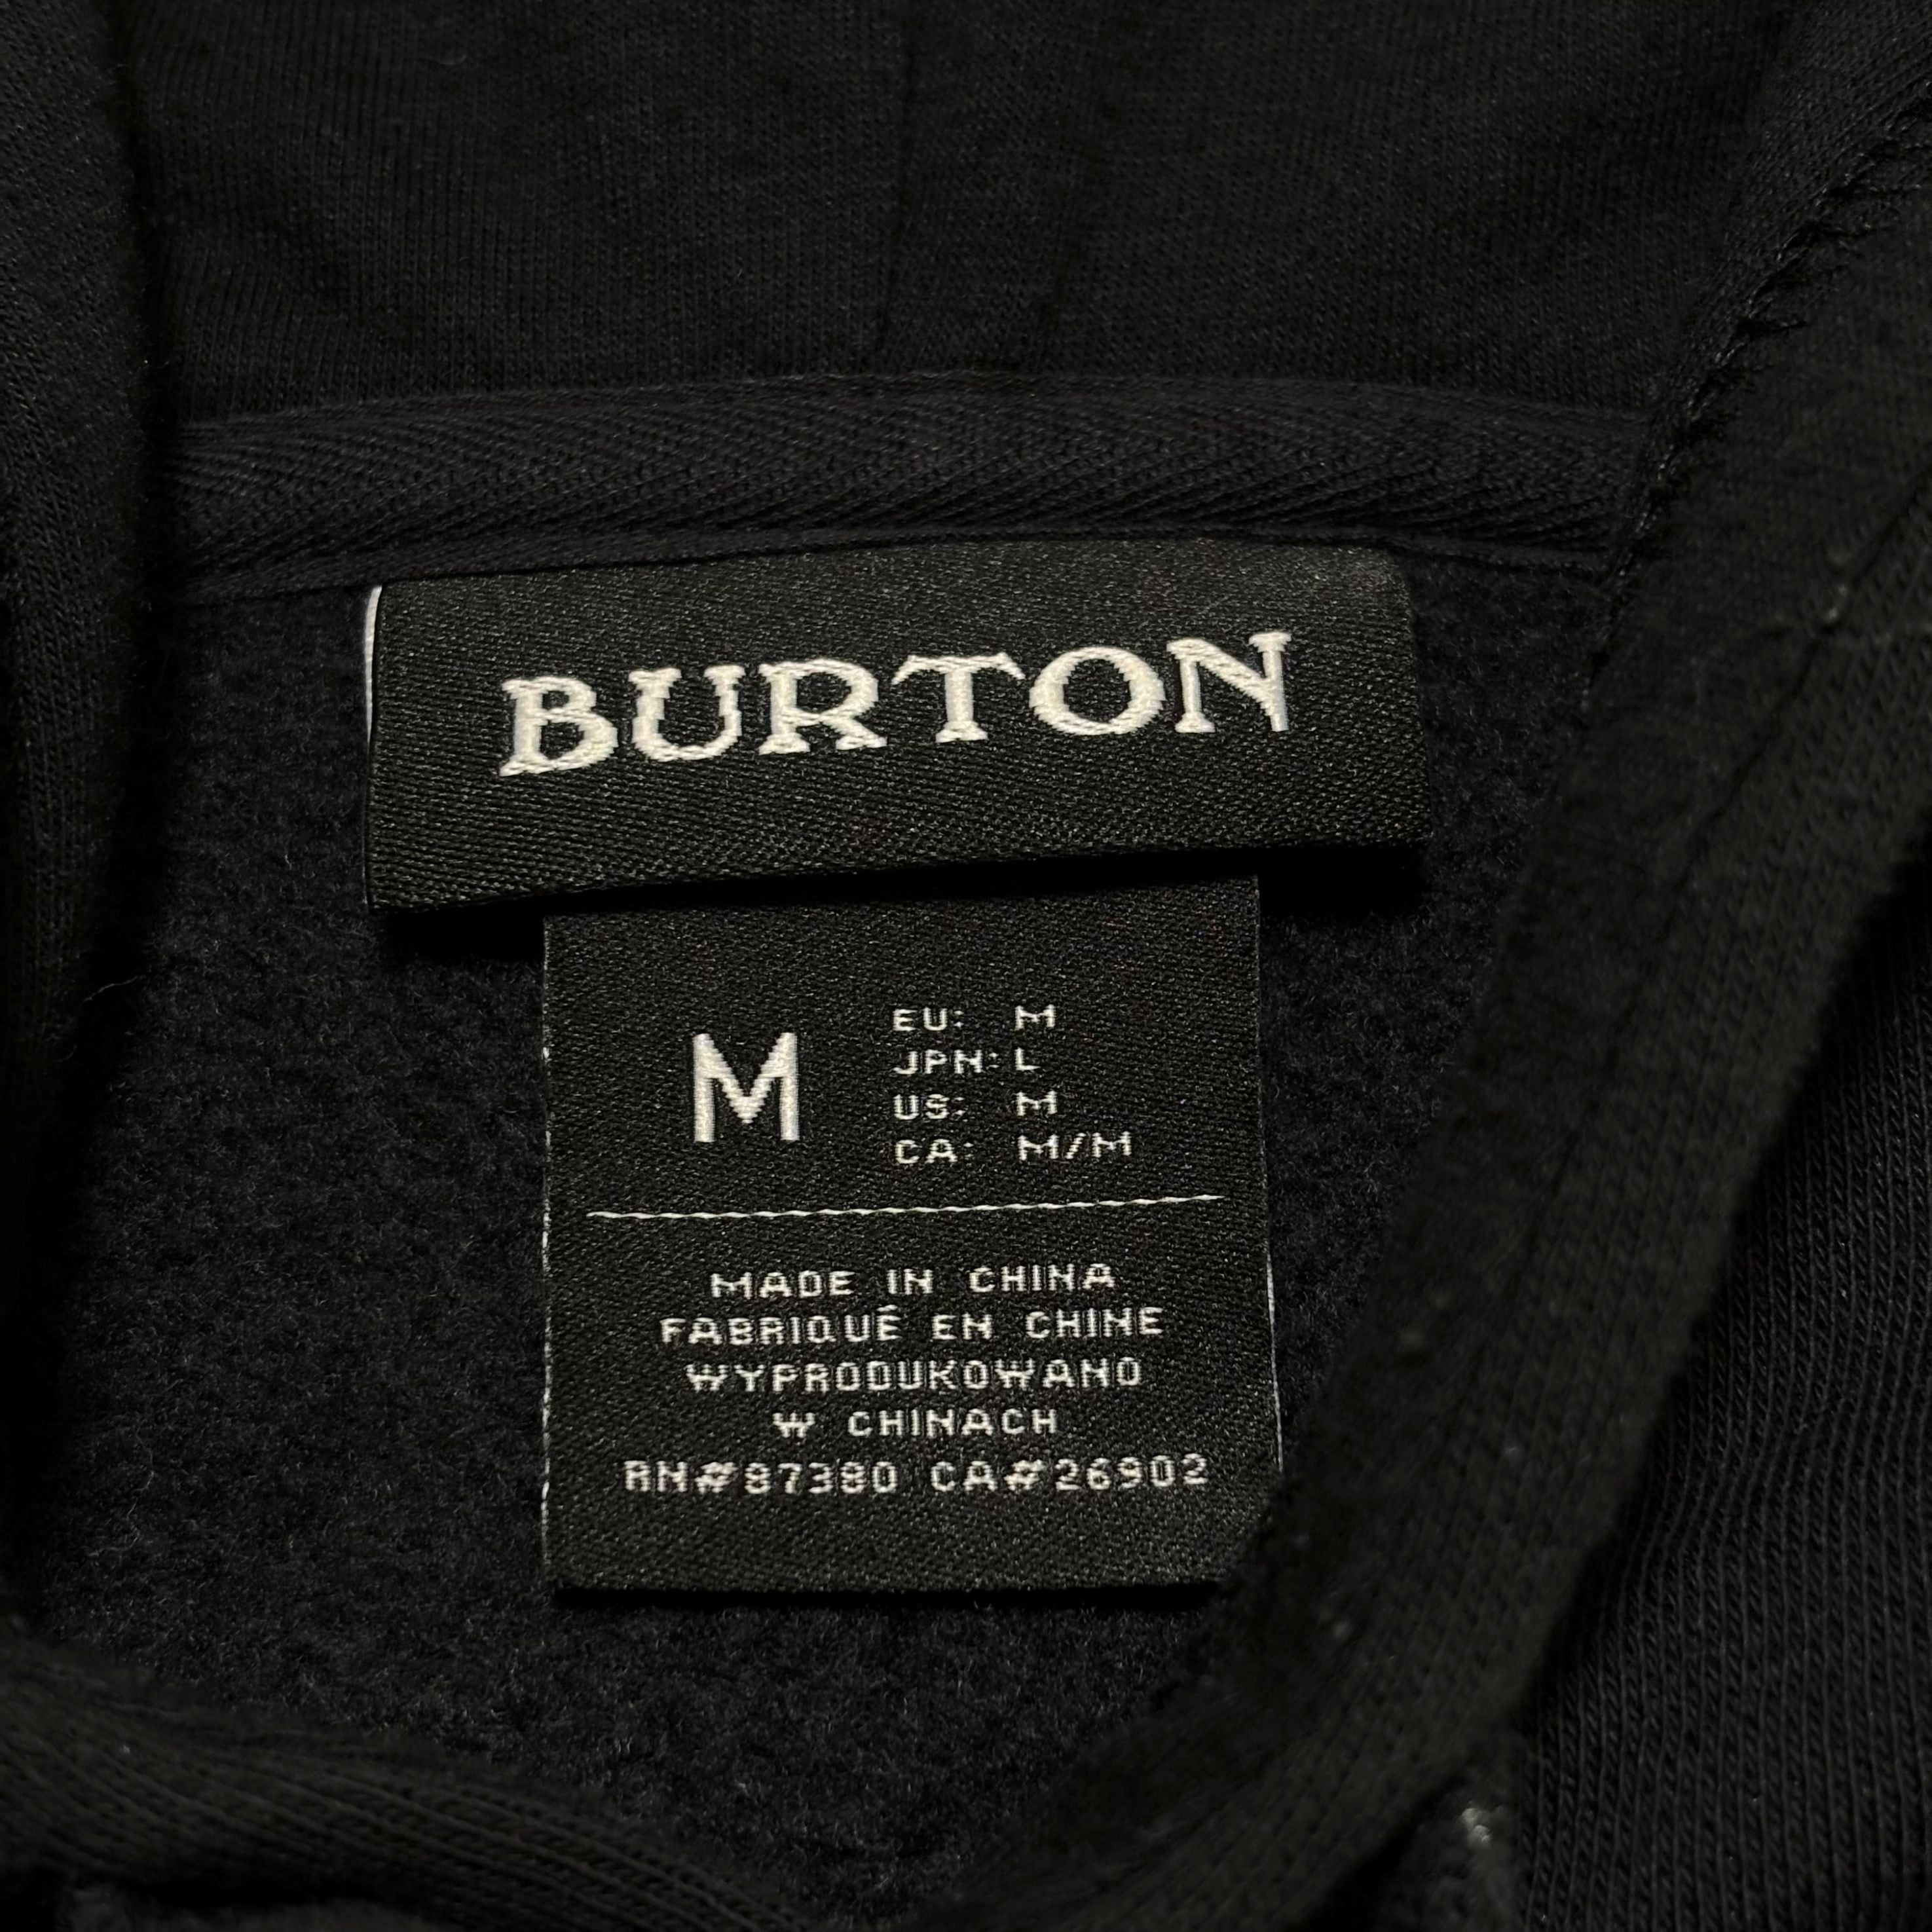 BURTON
M
EU: M
JPN: L
US: M
CA: M/M
MADE IN CHINA
FABRIQUÉ EN CHINE
WYPRODUKOWANO
W CHINACH
RN#87380 CA#26902